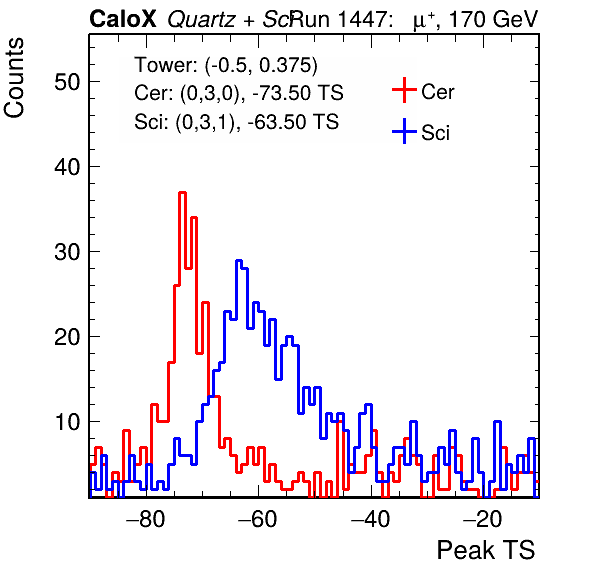 CaloX Quartz + Sci Run 1447: μ⁺, 170 GeV
Tower: (-0.5, 0.375)
Cer: (0,3,0), -73.50 TS
Sci: (0,3,1), -63.50 TS
Cer
Sci
Counts
50
40
30
20
10
−80 −60 −40 −20
Peak TS